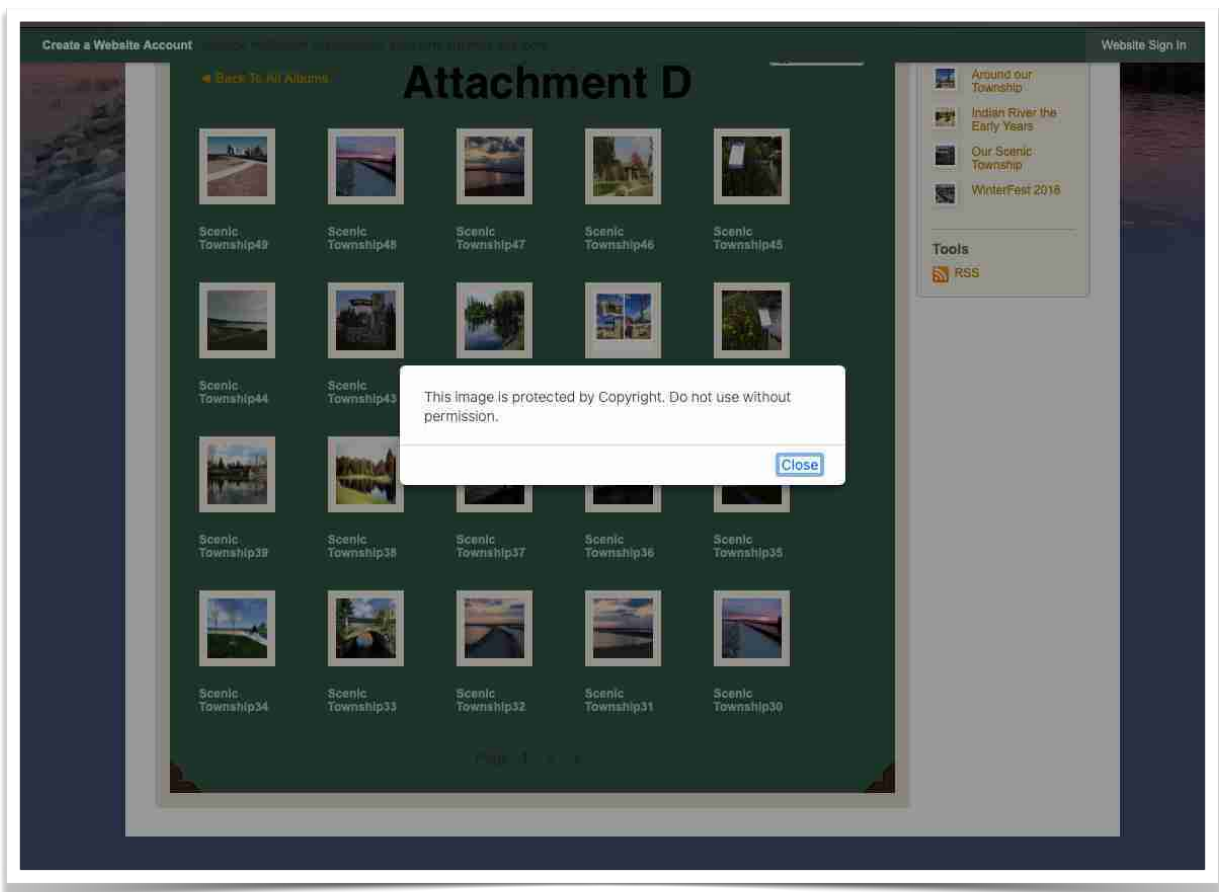 Create a Website Account
Website Sign In
Back To All Albums
Attachment D
Around our
Township
Indian River the
Early Years
Our Scenic
Township
WinterFest 2018
Tools
RSS
Scenic
Township49
Scenic
Township48
Scenic
Township47
Scenic
Township46
Scenic
Township45
Scenic
Township44
Scenic
Township43
This image is protected by Copyright. Do not use without
permission.
Close
Scenic
Township39
Scenic
Township38
Scenic
Township37
Scenic
Township36
Scenic
Township35
Scenic
Township34
Scenic
Township33
Scenic
Township32
Scenic
Township31
Scenic
Township30